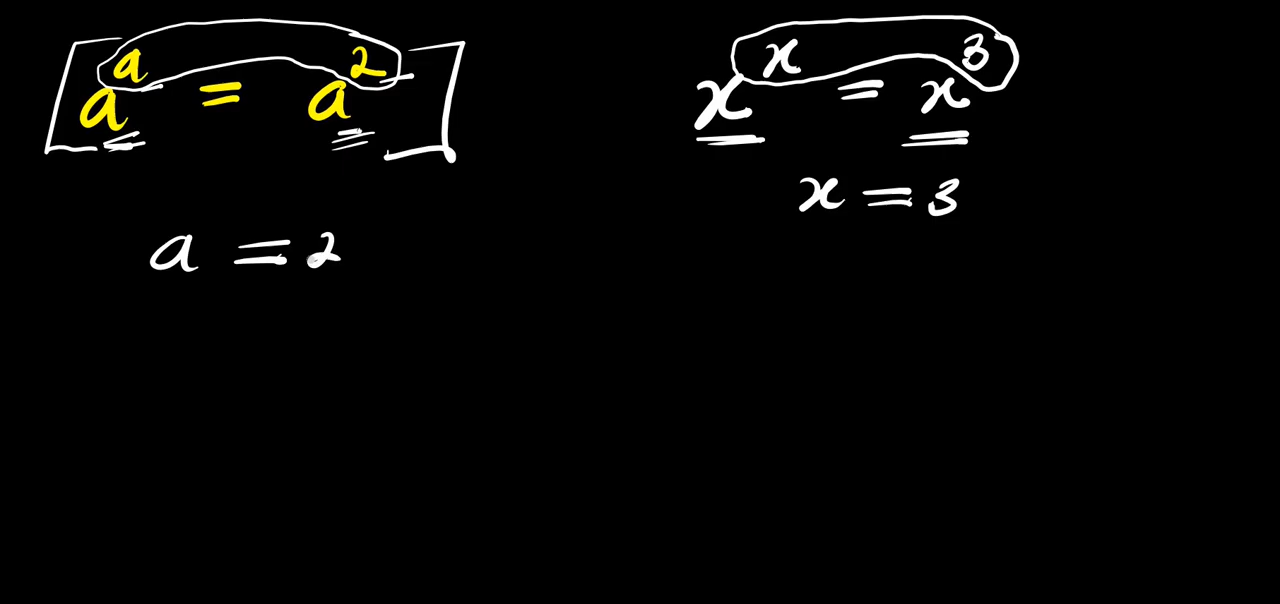 a^a = a^2
x^x = x^3
x = 3
a = 2